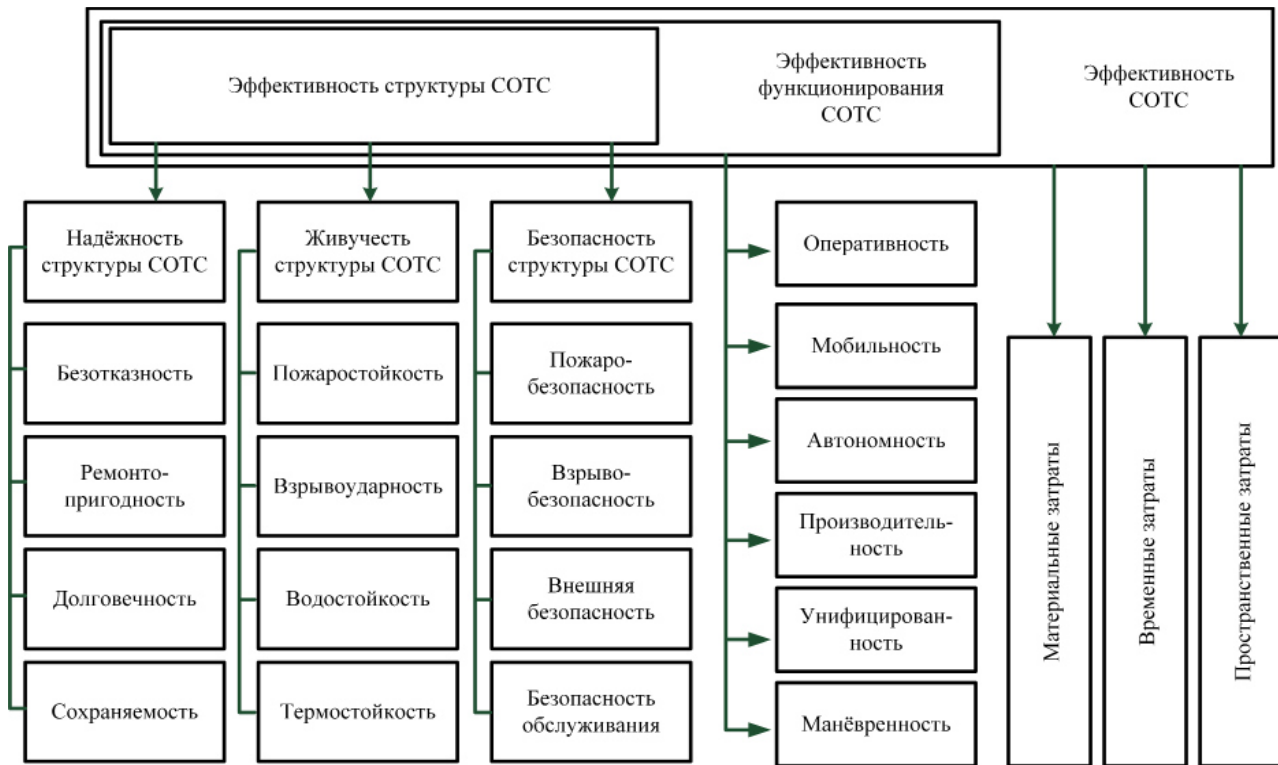 Эффективность структуры СОТС
Эффективность
функционирования
СОТС
Эффективность
СОТС
Надёжность
структуры СОТС
Безотказность
Ремонто-
пригодность
Долговечность
Сохраняемость
Живучесть
структуры СОТС
Пожаростойкость
Взрывоударность
Водостойкость
Термостойкость
Безопасность
структуры СОТС
Пожаро-
безопасность
Взрыво-
безопасность
Внешняя
безопасность
Безопасность
обслуживания
Оперативность
Мобильность
Автономность
Производитель-
ность
Унифицирован-
ность
Манёвренность
Материальные затраты
Временные затраты
Пространственные затраты